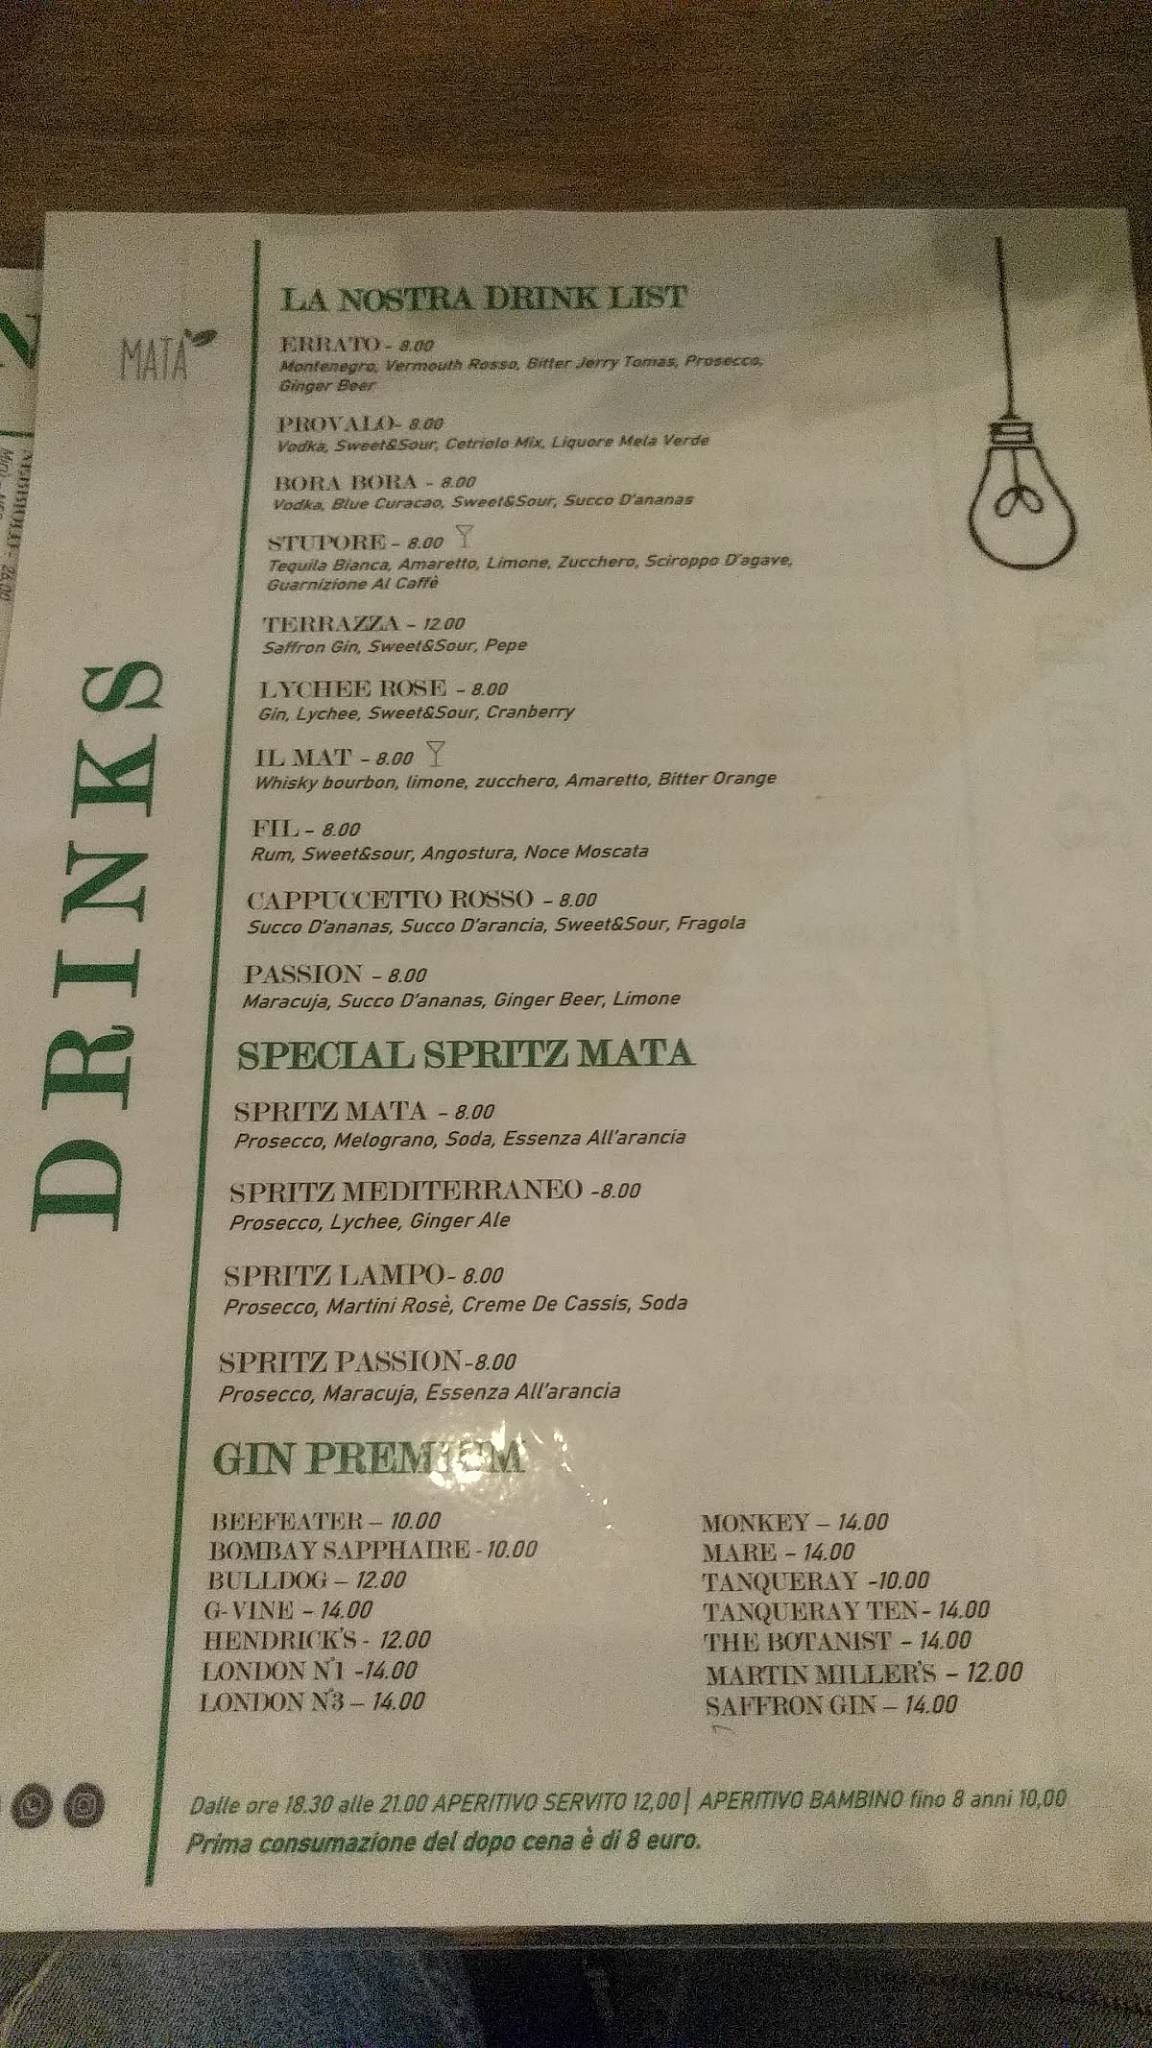 MATÀ
DRINKS
LA NOSTRA DRINK LIST
ERRATO - 8.00
Montenegro, Vermouth Rosso, Bitter Jerry Tomas, Prosecco,
Ginger Beer
PROVALO- 8.00
Vodka, Sweet&Sour, Cetriolo Mix, Liquore Mela Verde
BORA BORA - 8.00
Vodka, Blue Curacao, Sweet&Sour, Succo D'ananas
STUPORE - 8.00
Tequila Bianca, Amaretto, Limone, Zucchero, Sciroppo D'agave,
Guarnizione Al Caffè
TERRAZZA - 12.00
Saffron Gin, Sweet&Sour, Pepe
LYCHEE ROSE - 8.00
Gin, Lychee, Sweet&Sour, Cranberry
IL MAT - 8.00
Whisky bourbon, limone, zucchero, Amaretto, Bitter Orange
FIL - 8.00
Rum, Sweet&sour, Angostura, Noce Moscata
CAPPUCCETTO ROSSO - 8.00
Succo D'ananas, Succo D'arancia, Sweet&Sour, Fragola
PASSION - 8.00
Maracuja, Succo D'ananas, Ginger Beer, Limone
SPECIAL SPRITZ MATA
SPRITZ MATA - 8.00
Prosecco, Melograno, Soda, Essenza All'arancia
SPRITZ MEDITERRANEO -8.00
Prosecco, Lychee, Ginger Ale
SPRITZ LAMPO- 8.00
Prosecco, Martini Rosè, Creme De Cassis, Soda
SPRITZ PASSION-8.00
Prosecco, Maracuja, Essenza All'arancia
GIN PREMIUM
BEEFEATER – 10.00
BOMBAY SAPPHAIRE - 10.00
BULLDOG – 12.00
G-VINE – 14.00
HENDRICK'S - 12.00
LONDON N'1 -14.00
LONDON N'3 – 14.00
MONKEY – 14.00
MARE – 14.00
TANQUERAY -10.00
TANQUERAY TEN- 14.00
THE BOTANIST – 14.00
MARTIN MILLER'S – 12.00
SAFFRON GIN – 14.00
Dalle ore 18.30 alle 21.00 APERITIVO SERVITO 12,00| APERITIVO BAMBINO fino 8 anni 10,00
Prima consumazione del dopo cena è di 8 euro.